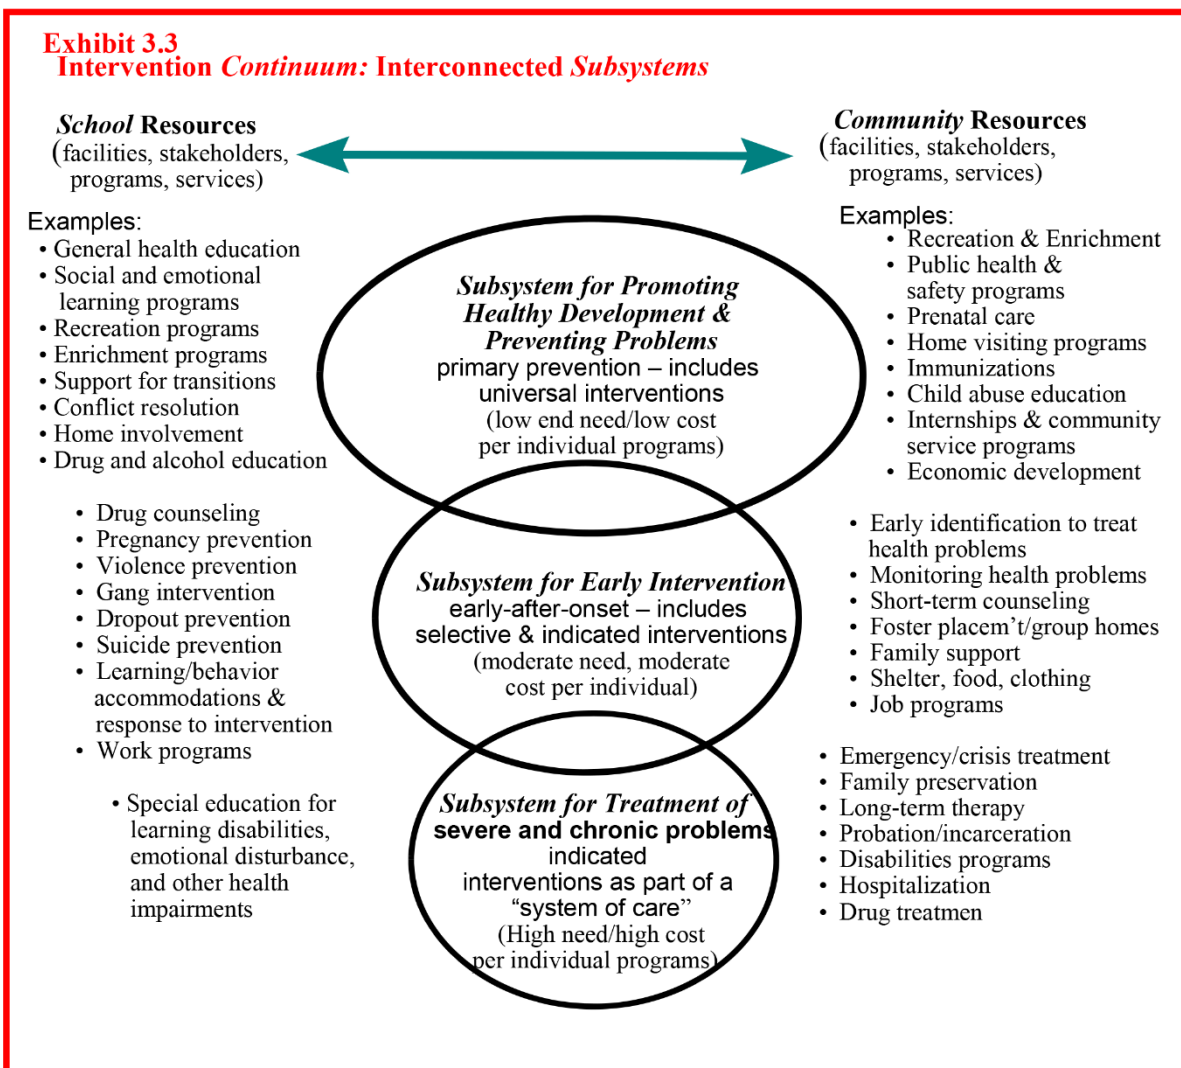 Exhibit 3.3
Intervention Continuum: Interconnected Subsystems
School Resources
(facilities, stakeholders,
programs, services)
Examples:
• General health education
• Social and emotional
learning programs
• Recreation programs
• Enrichment programs
• Support for transitions
• Conflict resolution
• Home involvement
• Drug and alcohol education
• Drug counseling
• Pregnancy prevention
• Violence prevention
• Gang intervention
• Dropout prevention
• Suicide prevention
• Learning/behavior
accommodations &
response to intervention
• Work programs
• Special education for
learning disabilities,
emotional disturbance,
and other health
impairments
Subsystem for Promoting
Healthy Development &
Preventing Problems
primary prevention – includes
universal interventions
(low end need/low cost
per individual programs)
Subsystem for Early Intervention
early-after-onset – includes
selective & indicated interventions
(moderate need, moderate
cost per individual)
Subsystem for Treatment of
severe and chronic problems
indicated
interventions as part of a
“system of care”
(High need/high cost
per individual programs)
Community Resources
(facilities, stakeholders,
programs, services)
Examples:
• Recreation & Enrichment
• Public health &
safety programs
• Prenatal care
• Home visiting programs
• Immunizations
• Child abuse education
• Internships & community
service programs
• Economic development
• Early identification to treat
health problems
• Monitoring health problems
• Short-term counseling
• Foster placem’t/group homes
• Family support
• Shelter, food, clothing
• Job programs
• Emergency/crisis treatment
• Family preservation
• Long-term therapy
• Probation/incarceration
• Disabilities programs
• Hospitalization
• Drug treatmen